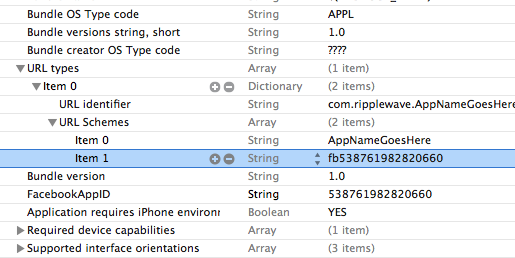 Bundle OS Type code String APPL
Bundle versions string, short String 1.0
Bundle creator OS Type code String ????
URL types Array (1 item)
Item 0 Dictionary (2 items)
URL identifier String com.ripplewave.AppNameGoesHere
URL Schemes Array (2 items)
Item 0 String AppNameGoesHere
Item 1 String fb538761982820660
Bundle version String 1.0
FacebookAppID String 538761982820660
Application requires iPhone environr Boolean YES
Required device capabilities Array (1 item)
Supported interface orientations Array (3 items)